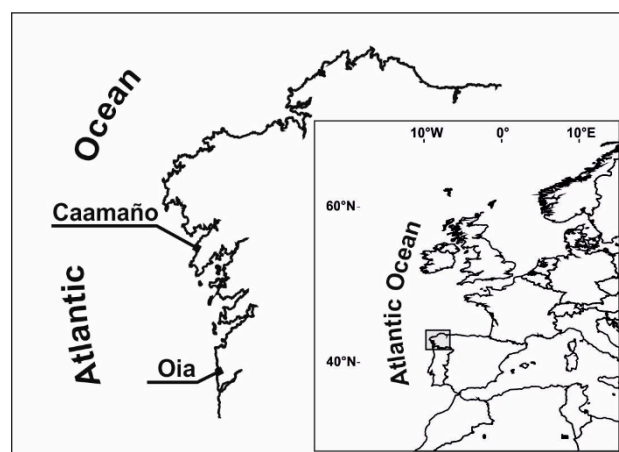 Atlantic Ocean
Caamaño
Oia
10°W 0° 10°E
60°N-
40°N-
Atlantic Ocean